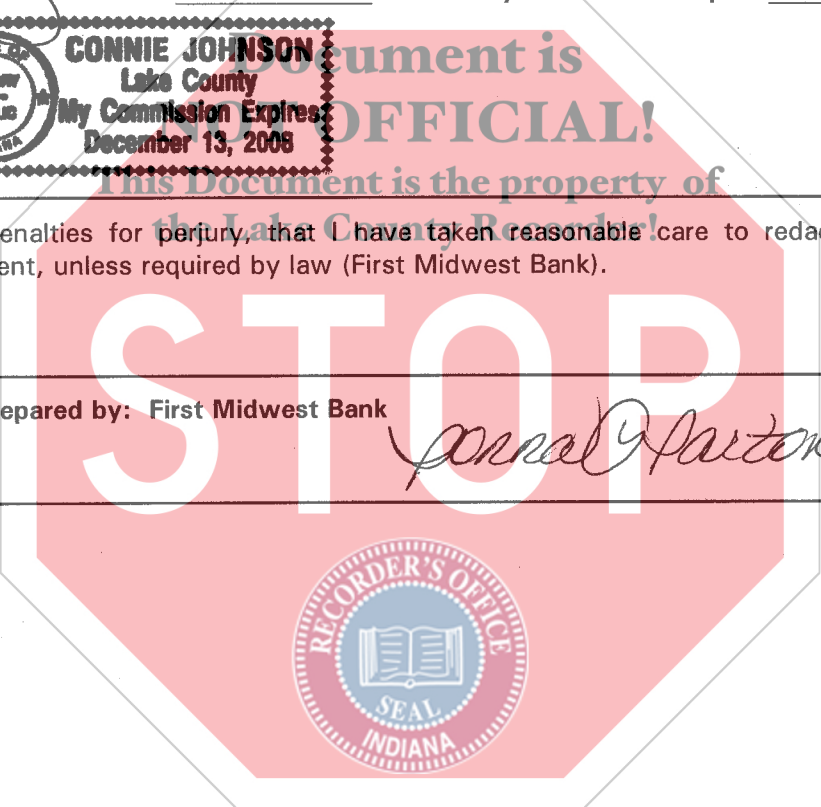 CONNIE JOHNSON
Lake County
My Commission Expires
December 13, 2008
Document is
NOT OFFICIAL!
This Document is the property of
the Lake County Recorder!
enalties for perjury, that I have taken reasonable care to reda
ent, unless required by law (First Midwest Bank).
STOP
epared by: First Midwest Bank
RECORDER'S OFFICE
SEAL
INDIANA